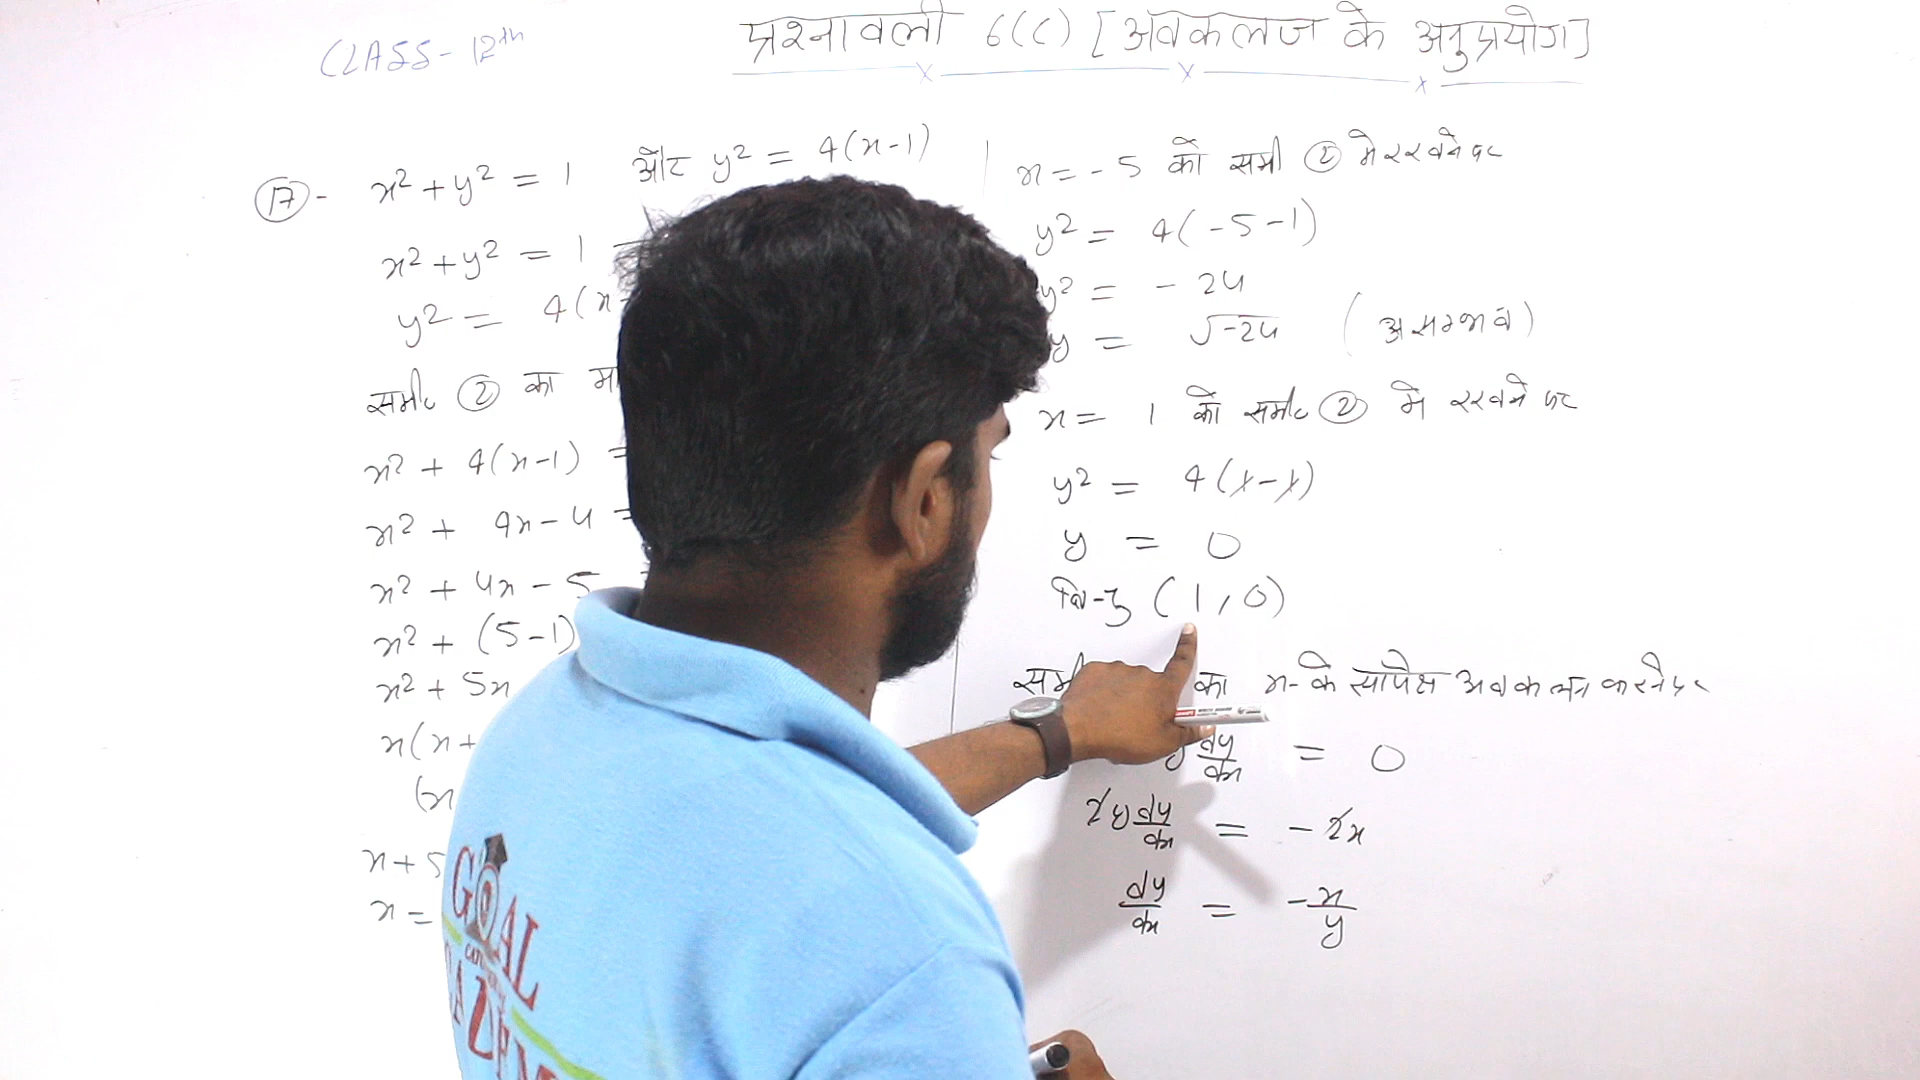 CLASS - 12th
प्रश्नावली 6(C) [अवकलज के अनुप्रयोग]
17 - x² + y² = 1 और y² = 4(x-1)
x² + y² = 1
y² = 4(x-
समी० ② का मा
x² + 4(x-1) =
x² + 4x - 4 =
x² + 4x - 5
x² + (5-1)
x² + 5x
x(x+
(x
x + 5
x =
x = -5 को समी ② मे रखने पर
y² = 4(-5-1)
y² = -24
y = √-24 (असम्भव)
x = 1 को समी० ② मे रखने पर
y² = 4(1-1)
y = 0
बिन्दु (1, 0)
समी का x- के सापेक्ष अवकलन करने पर
y dy/dx = 0
2y dy/dx = -2x
dy/dx = -x/y
GOAL